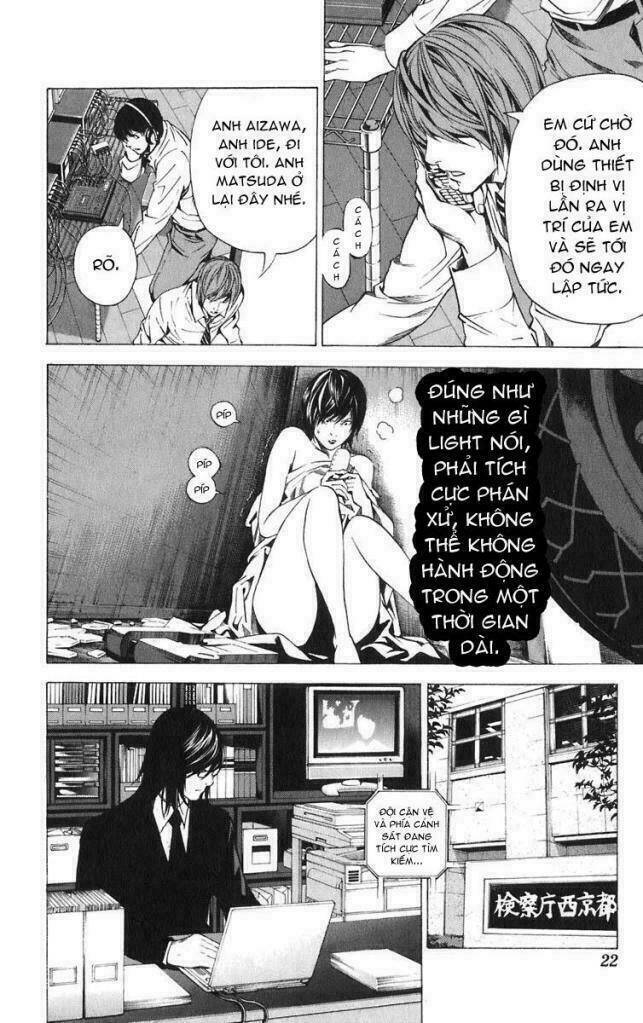 EM CỨ CHỜ
ĐÓ. ANH
DÙNG THIẾT
BỊ ĐỊNH VỊ
LẦN RA VỊ
TRÍ CỦA EM
VÀ SẼ TỚI
ĐÓ NGAY
LẬP TỨC.
CÁCH
CÁCH
ANH AIZAWA,
ANH IDE, ĐI
VỚI TÔI. ANH
MATSUDA Ở
LẠI ĐÂY NHÉ.
RÕ.
ĐÚNG NHƯ
NHỮNG GÌ
LIGHT NÓI,
PHẢI TÍCH
CỰC PHÁN
XỬ, KHÔNG
THỂ KHÔNG
HÀNH ĐỘNG
TRONG MỘT
THỜI GIAN
DÀI.
PÍP
PÍP
PÍP
検察庁西京都
ĐỘI CẬN VỆ
VÀ PHÍA CẢNH
SÁT ĐANG
TÍCH CỰC TÌM
KIẾM...
22